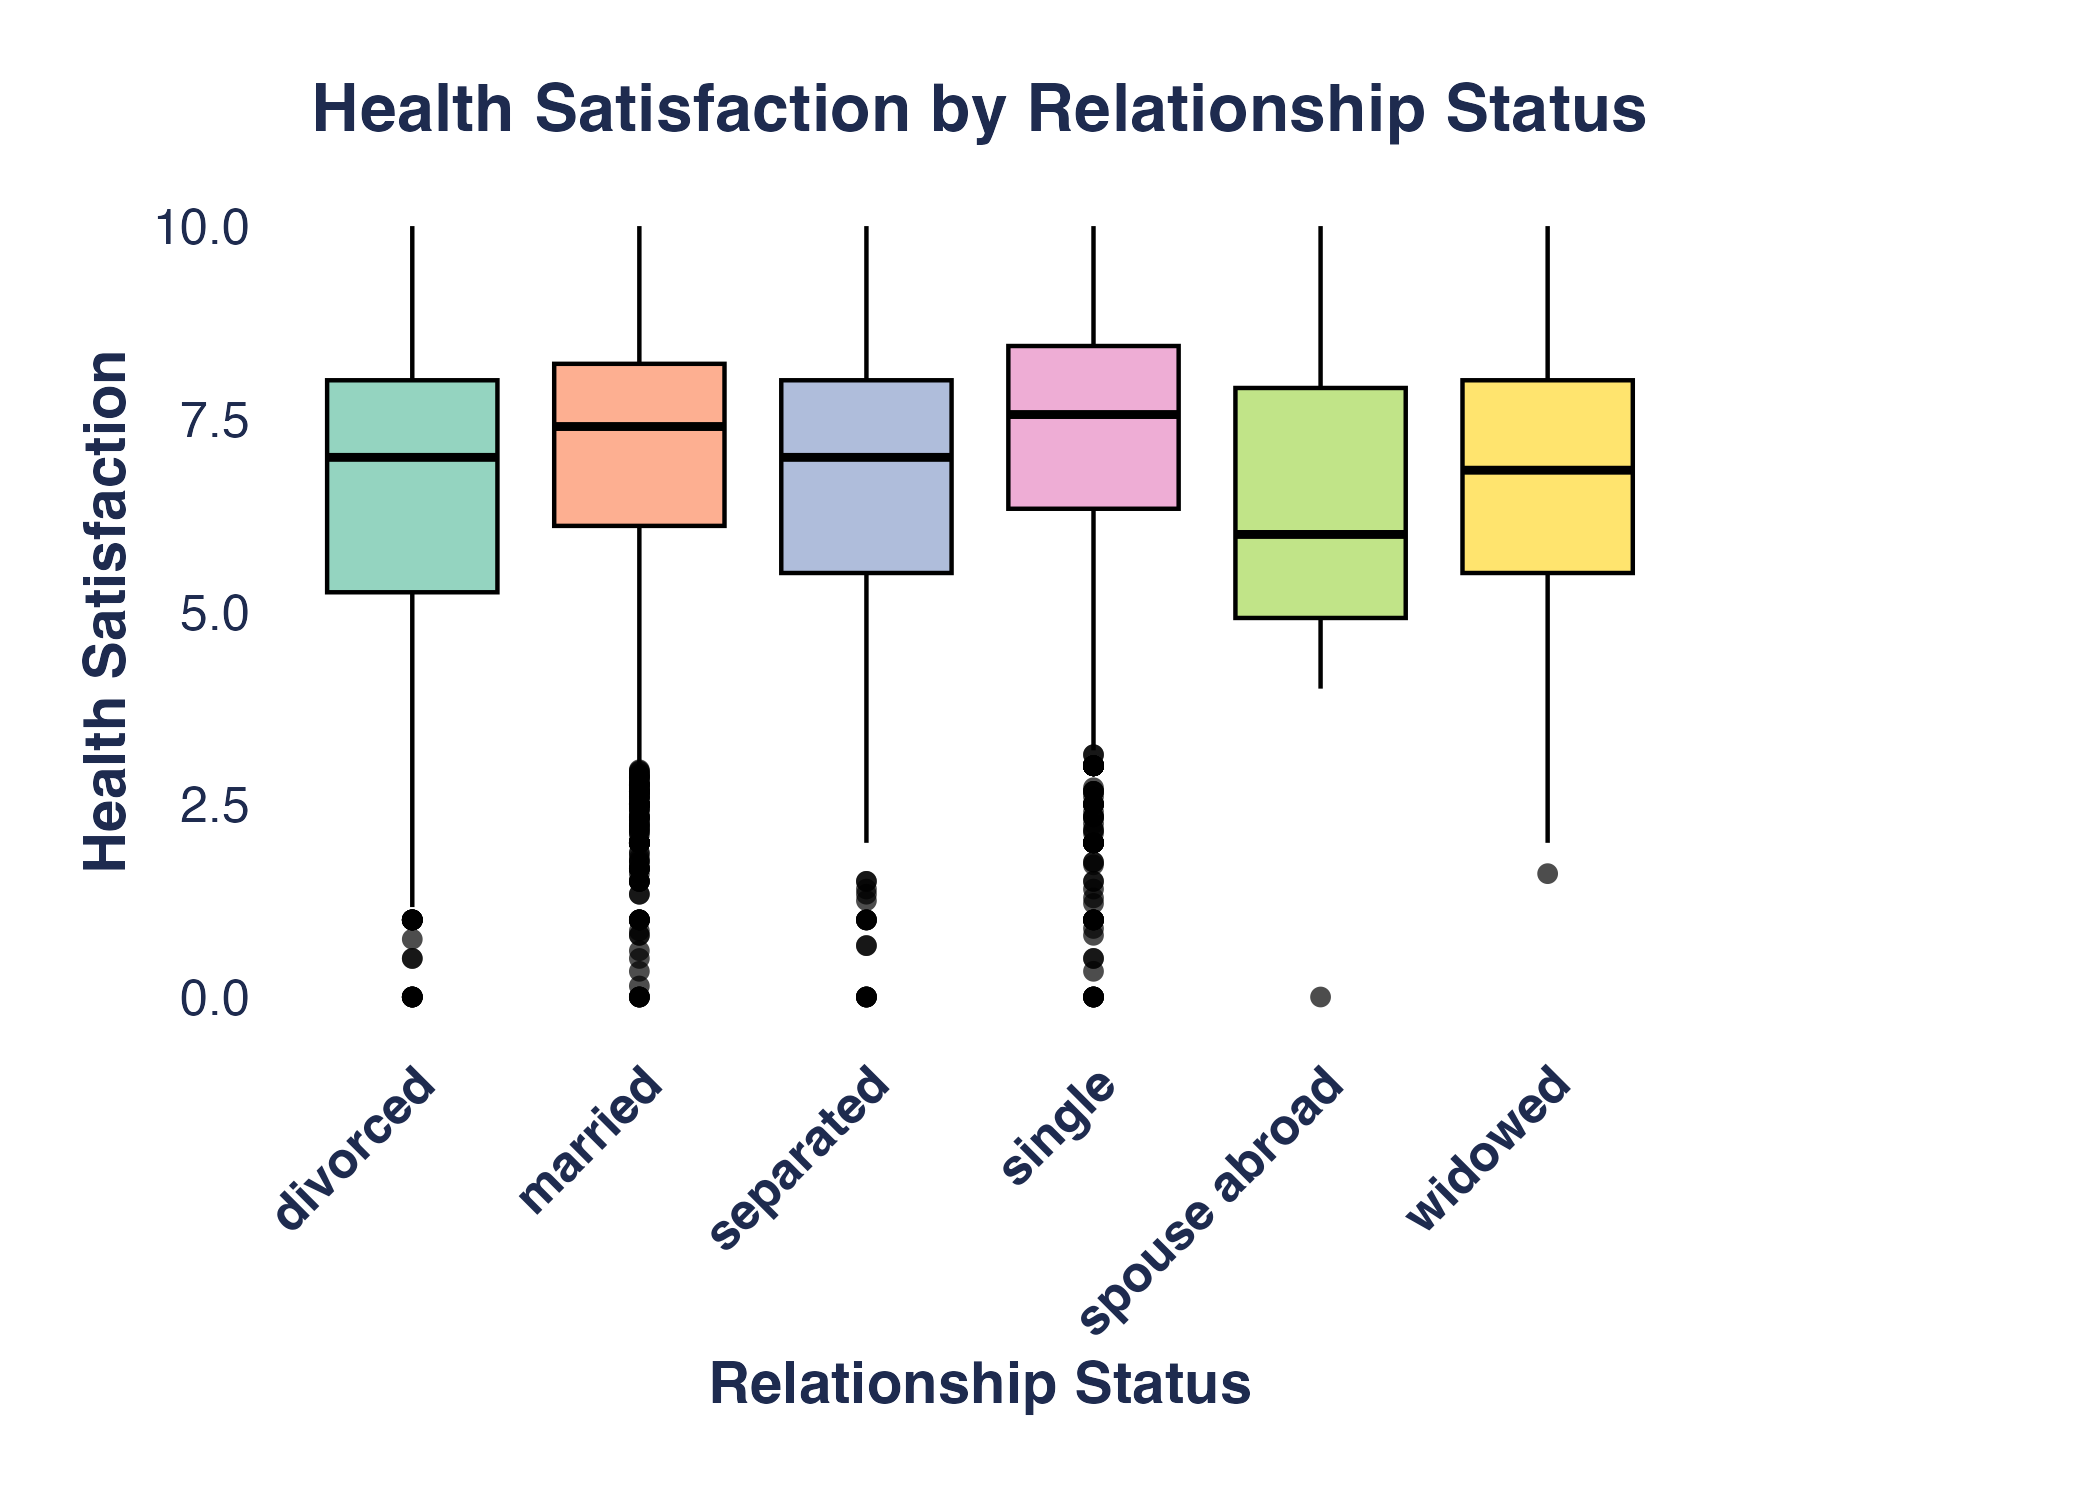 Health Satisfaction by Relationship Status
Health Satisfaction
10.0
7.5
5.0
2.5
0.0
divorced
married
separated
single
spouse abroad
widowed
Relationship Status